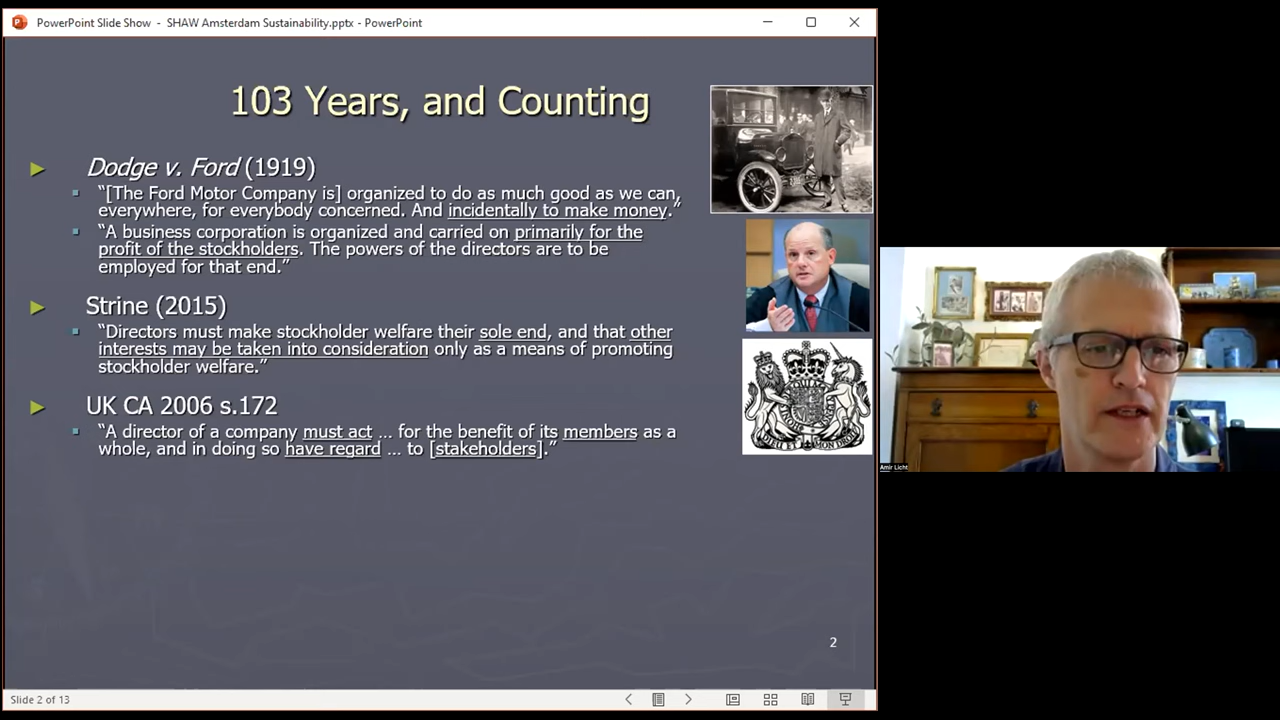 PowerPoint Slide Show - SHAW Amsterdam Sustainability.pptx - PowerPoint
103 Years, and Counting
Dodge v. Ford (1919)
“[The Ford Motor Company is] organized to do as much good as we can,
everywhere, for everybody concerned. And incidentally to make money.”
“A business corporation is organized and carried on primarily for the
profit of the stockholders. The powers of the directors are to be
employed for that end.”
Strine (2015)
“Directors must make stockholder welfare their sole end, and that other
interests may be taken into consideration only as a means of promoting
stockholder welfare.”
UK CA 2006 s.172
“A director of a company must act … for the benefit of its members as a
whole, and in doing so have regard … to [stakeholders].”
2
Slide 2 of 13
Amir Licht